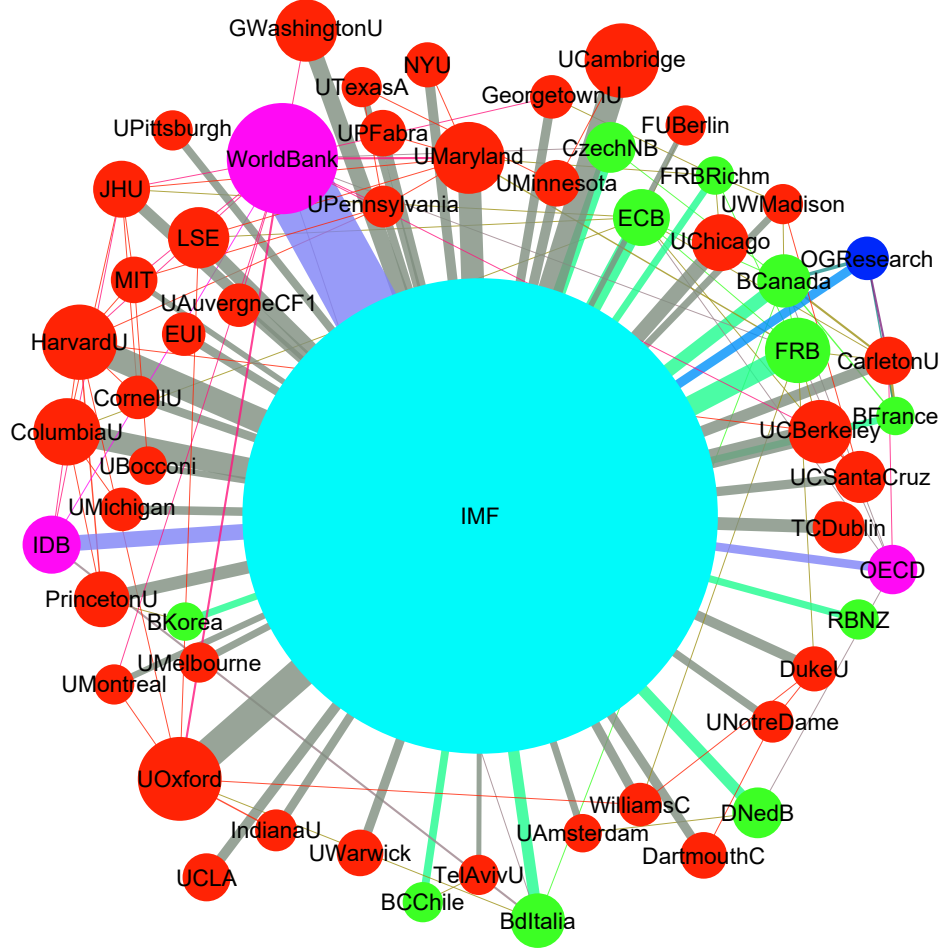 GWashingtonU
UCambridge
NYU
UTexasA
GeorgetownU
UPittsburgh
UPFabra
FUBerlin
WorldBank
UMaryland
CzechNB
FRBRichm
JHU
UMinnesota
UPennsylvania
UWMadison
LSE
ECB
UChicago
OGResearch
MIT
UAuvergneCF1
BCanada
EUI
HarvardU
FRB
CarletonU
CornellU
BFrance
ColumbiaU
UCBerkeley
UBocconi
UCSantaCruz
UMichigan
IMF
TCDublin
IDB
OECD
PrincetonU
BKorea
RBNZ
UMelbourne
DukeU
UMontreal
UNotreDame
UOxford
WilliamsC
DNedB
IndianaU
UAmsterdam
UWarwick
DartmouthC
UCLA
TelAvivU
BCChile
BdItalia